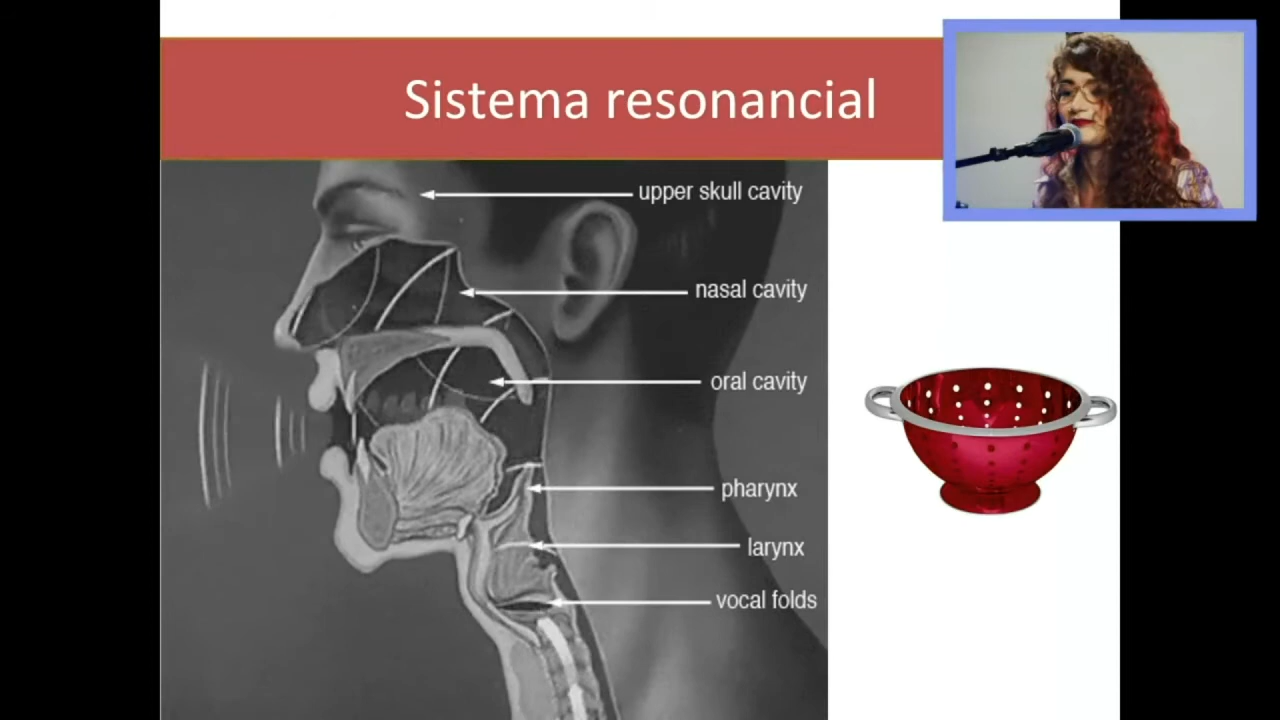 Sistema resonancial
upper skull cavity
nasal cavity
oral cavity
pharynx
larynx
vocal folds